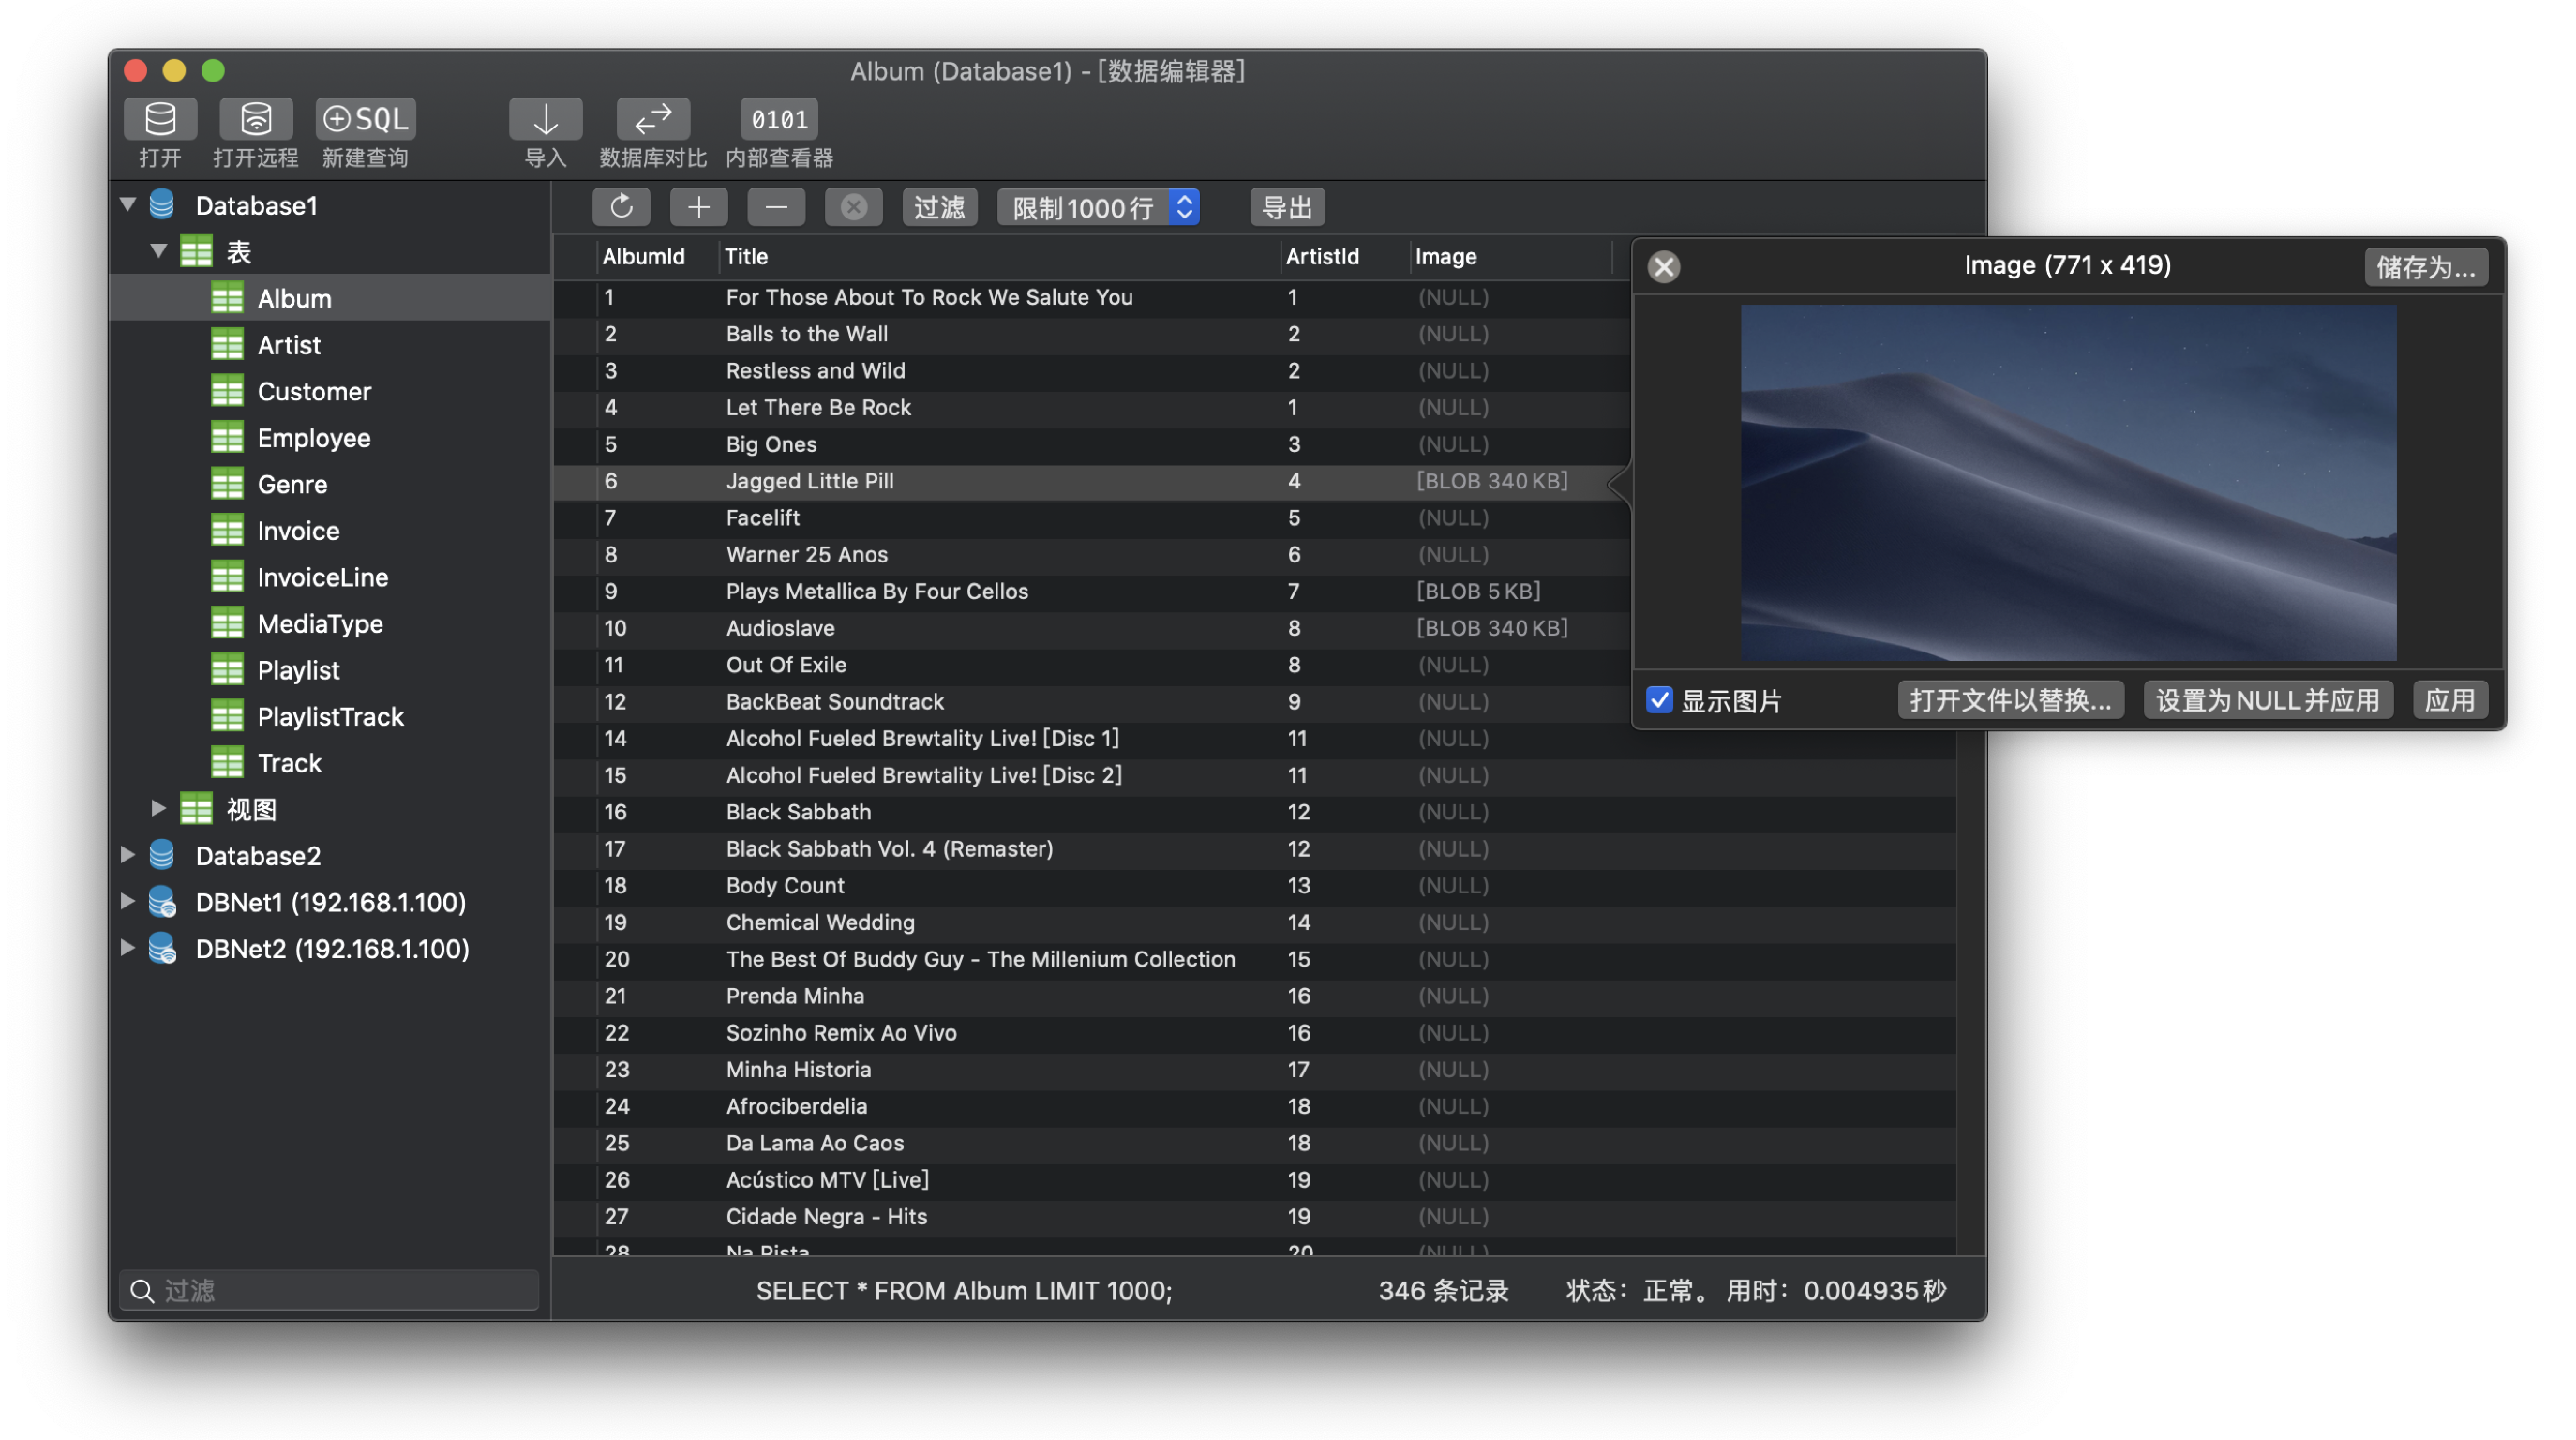 Album (Database1) - [数据编辑器]
SQL
0101
打开
打开远程
新建查询
导入
数据库对比
内部查看器
Database1
表
Album
Artist
Customer
Employee
Genre
Invoice
InvoiceLine
MediaType
Playlist
PlaylistTrack
Track
视图
Database2
DBNet1 (192.168.1.100)
DBNet2 (192.168.1.100)
过滤
过滤
限制1000行
导出
AlbumId Title ArtistId Image
1 For Those About To Rock We Salute You 1 (NULL)
2 Balls to the Wall 2 (NULL)
3 Restless and Wild 2 (NULL)
4 Let There Be Rock 1 (NULL)
5 Big Ones 3 (NULL)
6 Jagged Little Pill 4 [BLOB 340 KB]
7 Facelift 5 (NULL)
8 Warner 25 Anos 6 (NULL)
9 Plays Metallica By Four Cellos 7 [BLOB 5 KB]
10 Audioslave 8 [BLOB 340 KB]
11 Out Of Exile 8 (NULL)
12 BackBeat Soundtrack 9 (NULL)
14 Alcohol Fueled Brewtality Live! [Disc 1] 11 (NULL)
15 Alcohol Fueled Brewtality Live! [Disc 2] 11 (NULL)
16 Black Sabbath 12 (NULL)
17 Black Sabbath Vol. 4 (Remaster) 12 (NULL)
18 Body Count 13 (NULL)
19 Chemical Wedding 14 (NULL)
20 The Best Of Buddy Guy - The Millenium Collection 15 (NULL)
21 Prenda Minha 16 (NULL)
22 Sozinho Remix Ao Vivo 16 (NULL)
23 Minha Historia 17 (NULL)
24 Afrociberdelia 18 (NULL)
25 Da Lama Ao Caos 18 (NULL)
26 Acústico MTV [Live] 19 (NULL)
27 Cidade Negra - Hits 19 (NULL)
28 Na Pista 20 (NULL)
SELECT * FROM Album LIMIT 1000;
346 条记录
状态：正常。 用时：0.004935秒
Image (771 x 419)
储存为...
显示图片
打开文件以替换...
设置为NULL并应用
应用